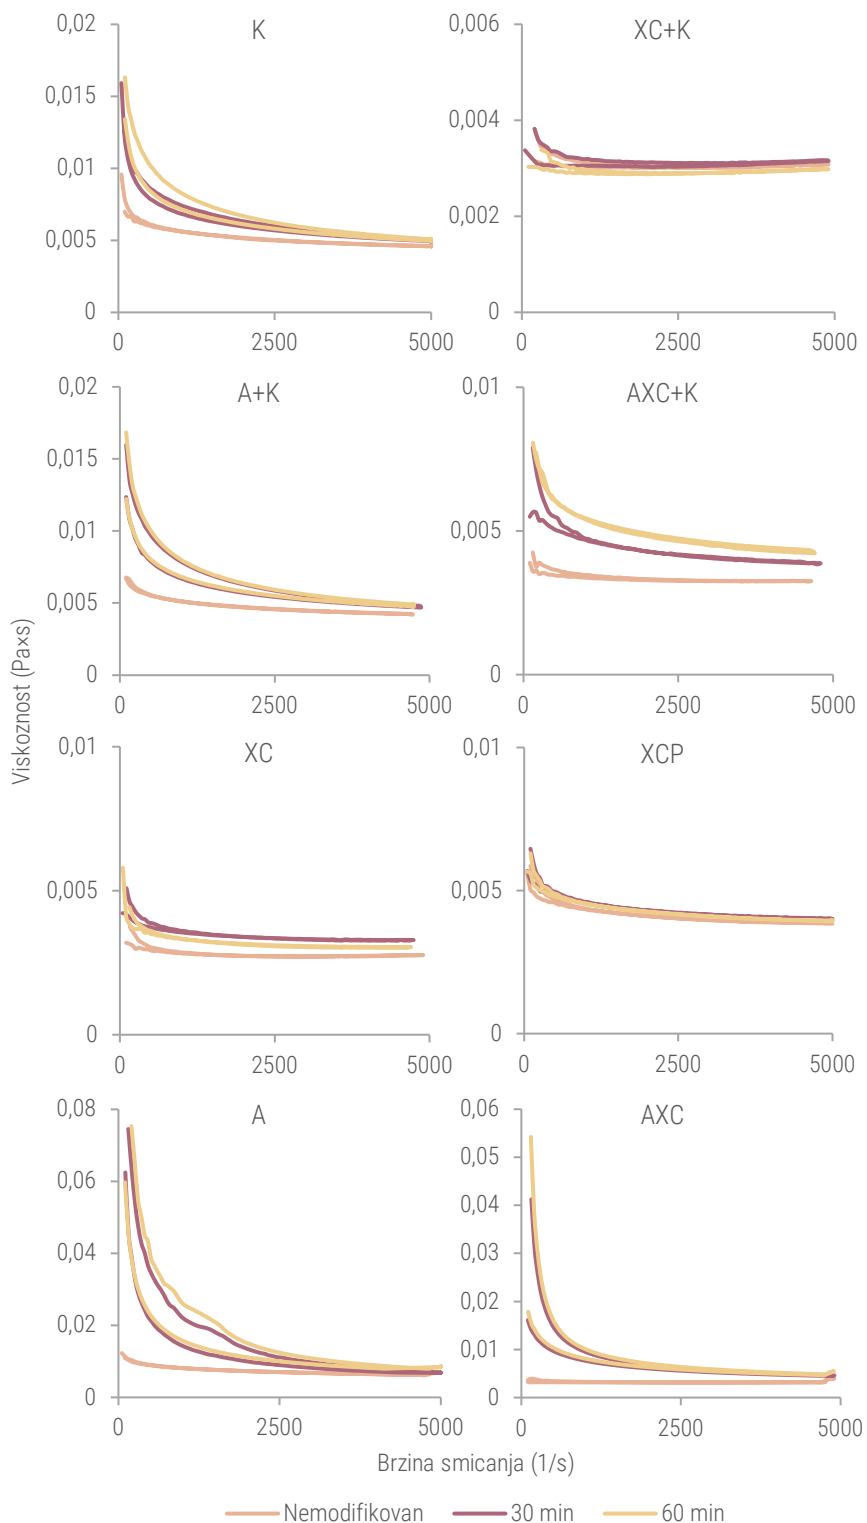 K
0,02
0,015
0,01
0,005
0
0 2500 5000
XC+K
0,006
0,004
0,002
0
0 2500 5000
A+K
0,02
0,015
0,01
0,005
0
0 2500 5000
AXC+K
0,01
0,005
0
0 2500 5000
Viskoznost (Pa×s)
XC
0,01
0,005
0
0 2500 5000
XCP
0,01
0,005
0
0 2500 5000
A
0,08
0,06
0,04
0,02
0
0 2500 5000
AXC
0,06
0,05
0,04
0,03
0,02
0,01
0
0 2500 5000
Brzina smicanja (1/s)
Nemodifikovan 30 min 60 min